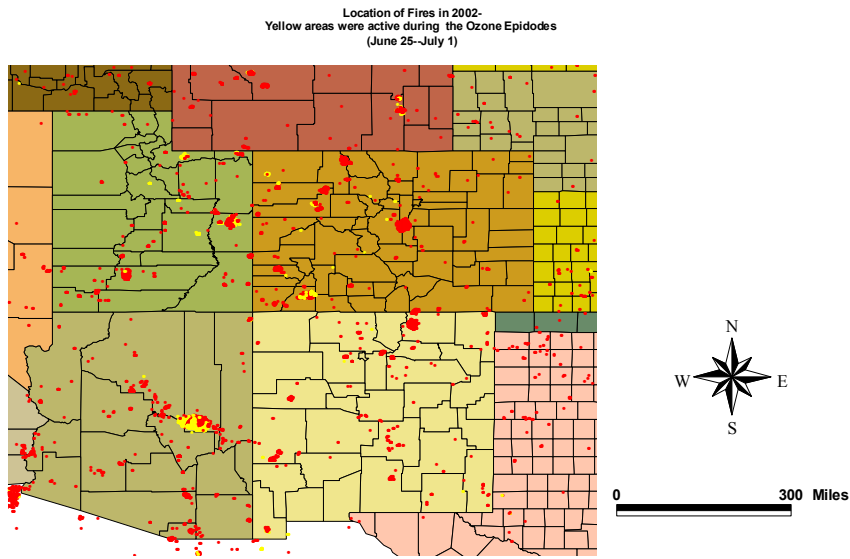 Location of Fires in 2002-
Yellow areas were active during the Ozone Epidodes
(June 25--July 1)
N
W E
S
0 300 Miles